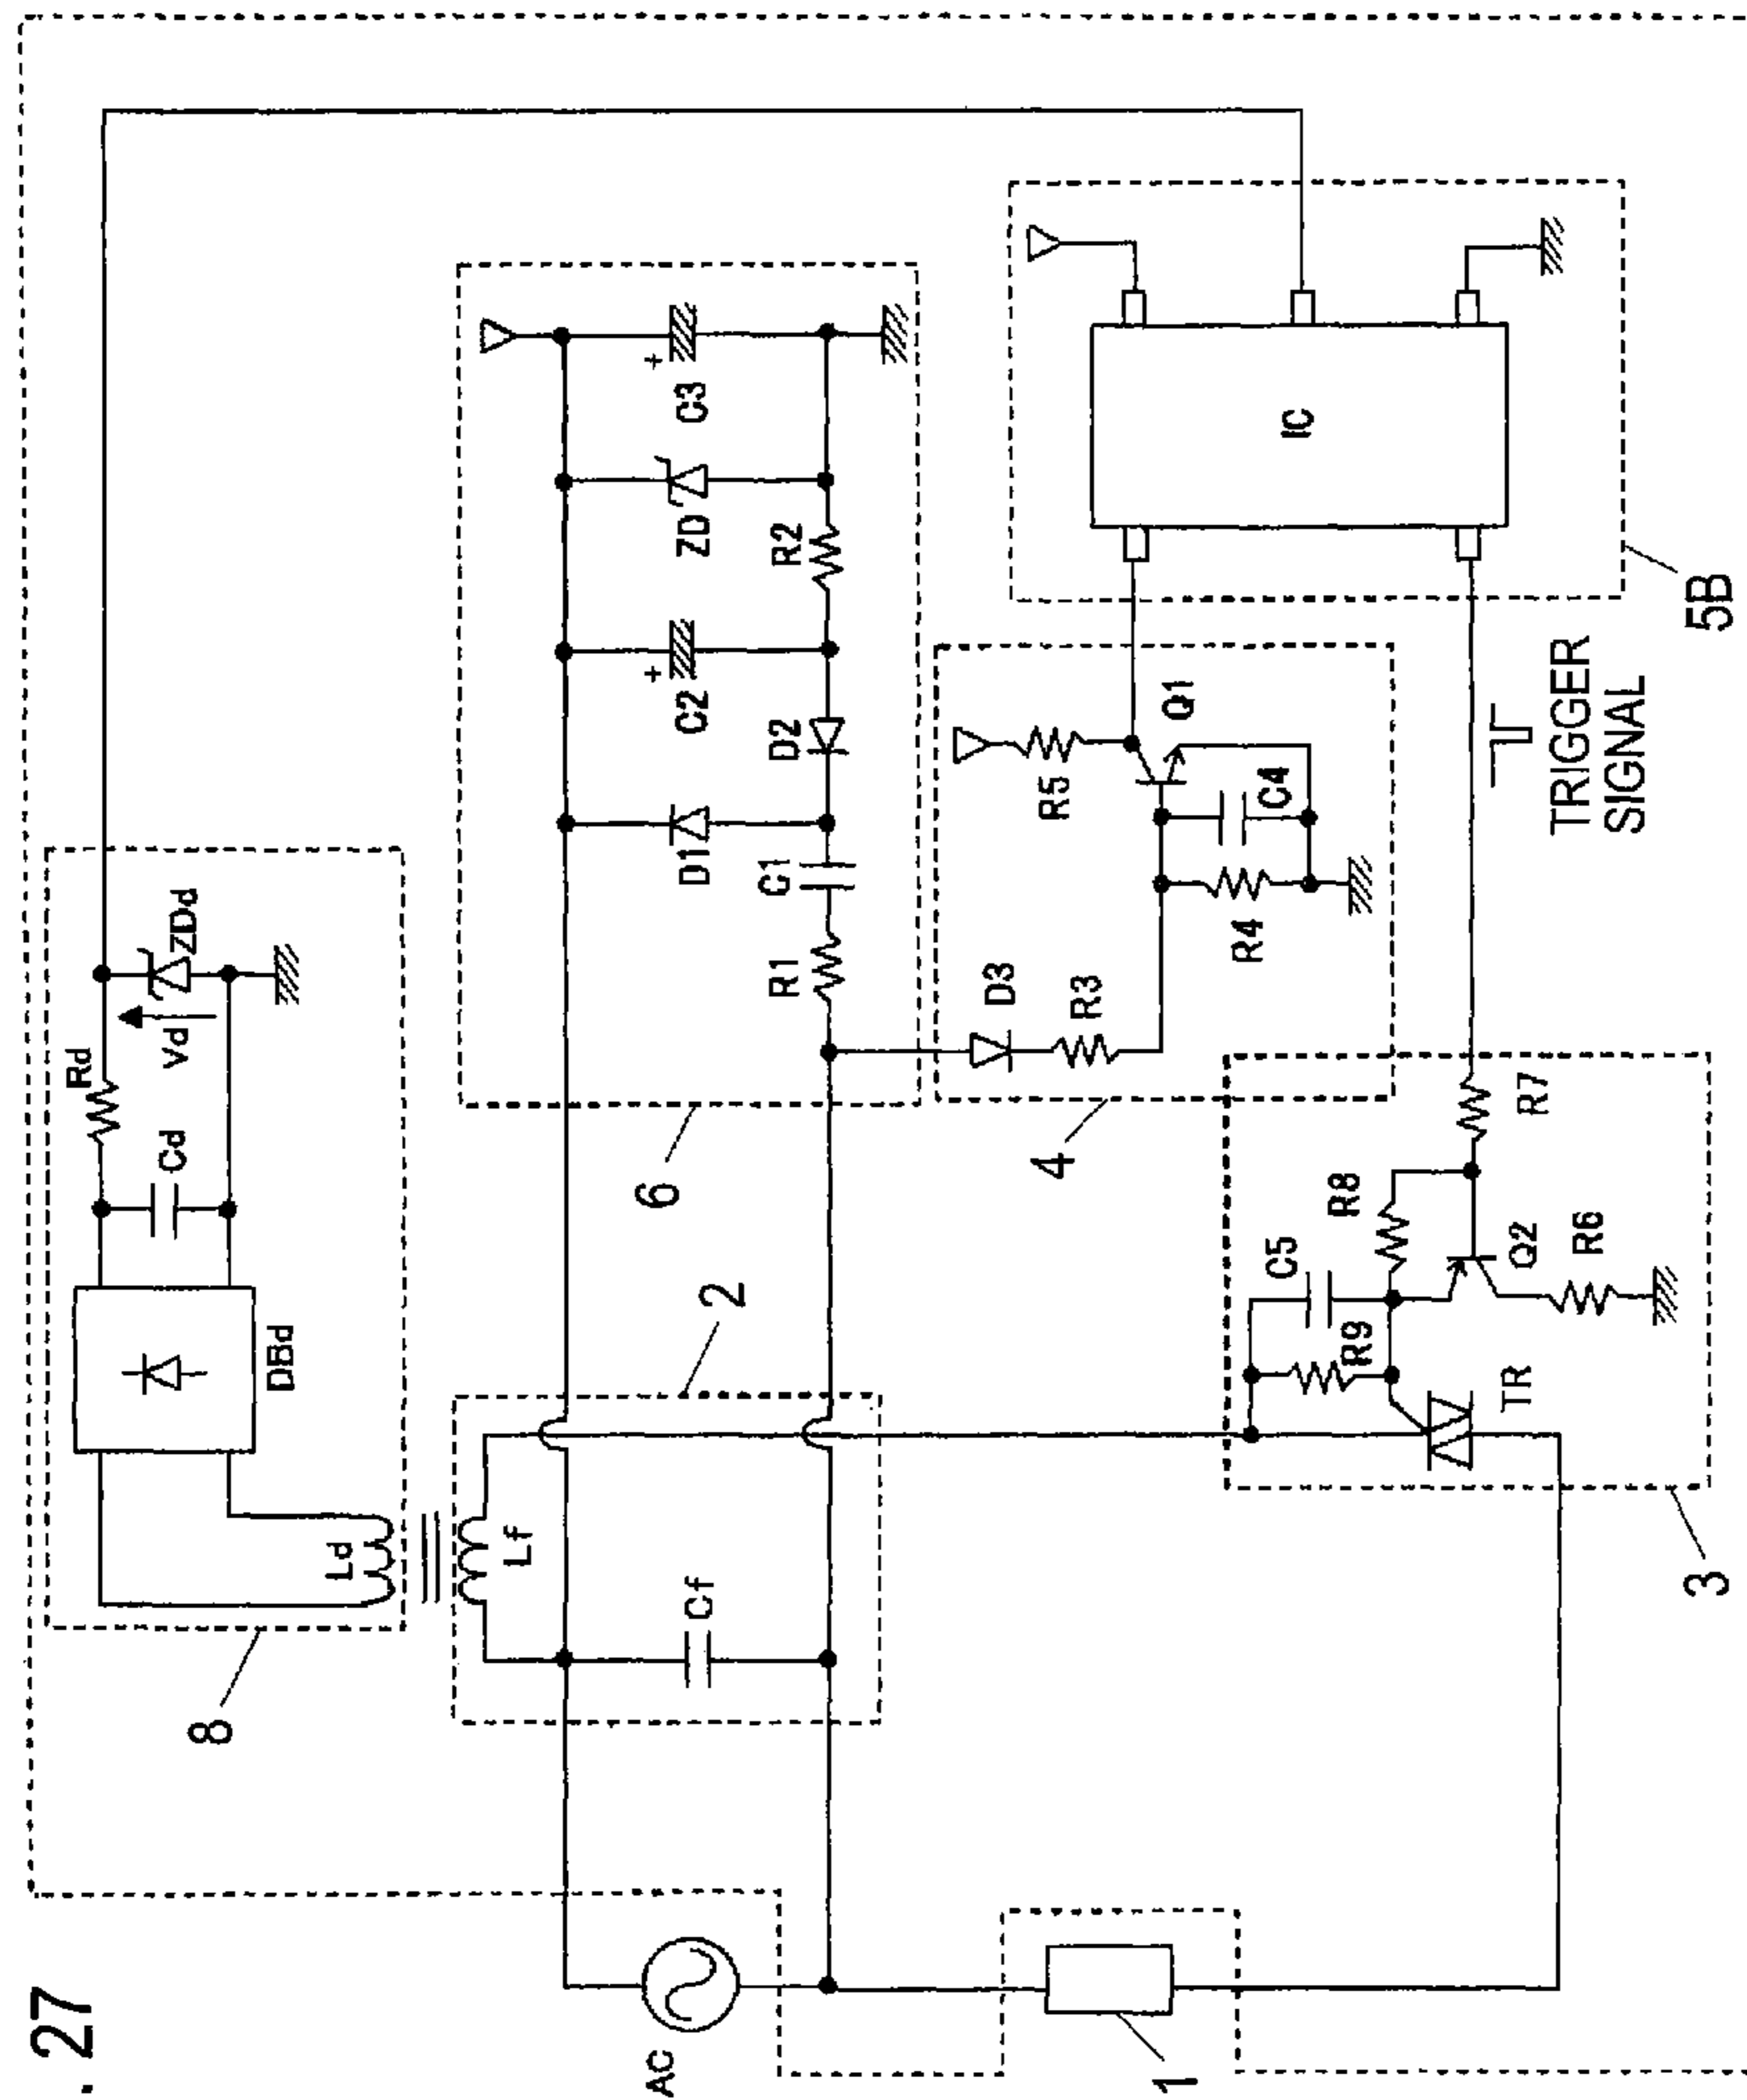 . 27
8
Ld
DBd
Cd
Rd
Vd
ZDd
2
Lf
Cf
6
R1
C1
D1
D2
C2
R2
ZD
C3
AC
1
4
D3
R3
R4
C4
R5
Q1
IC
5B
TRIGGER
SIGNAL
3
TR
R9
C5
R8
Q2
R6
R7